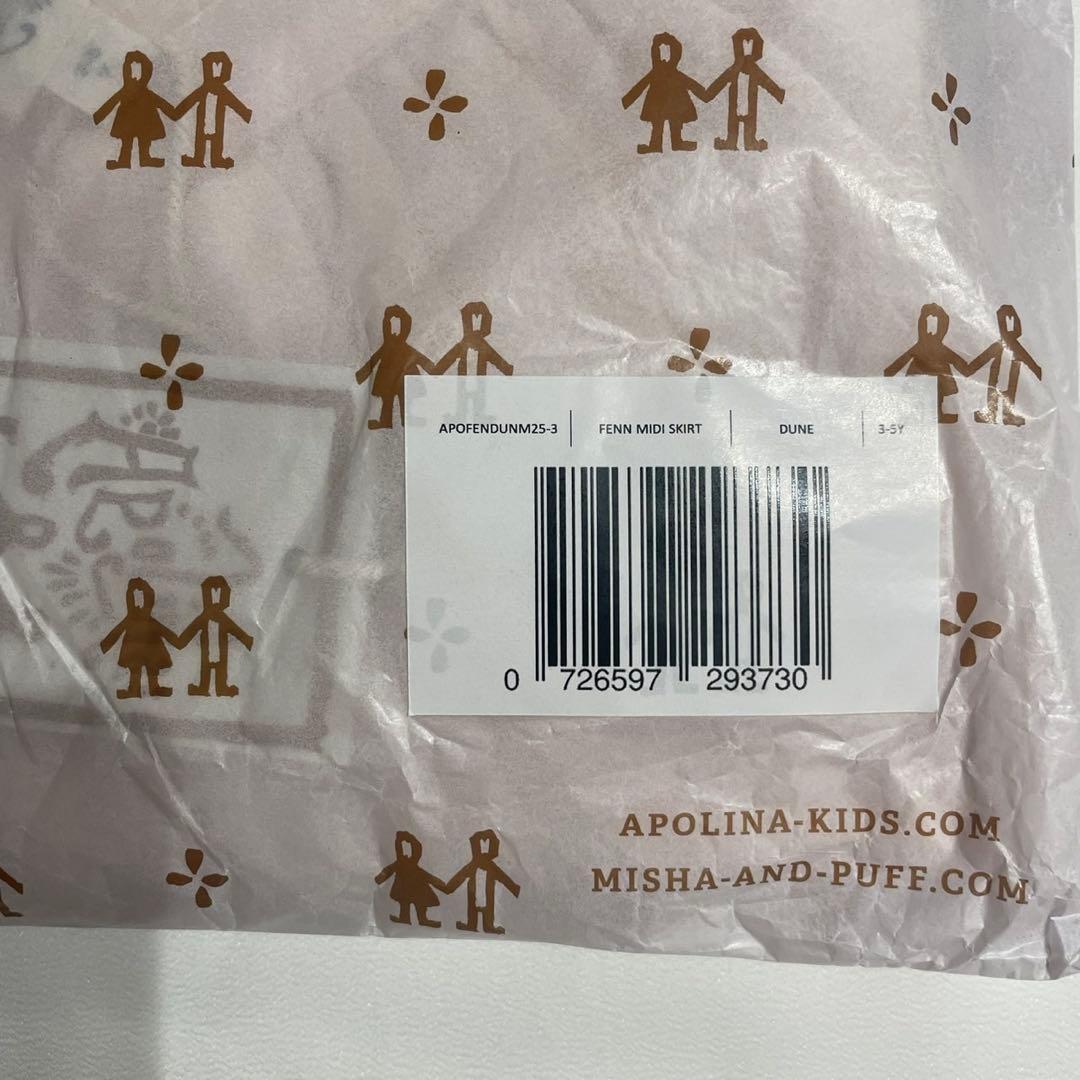 APOFENDUNM25-3 FENN MIDI SKIRT DUNE 3-5Y
0 726597 293730
APOLINA-KIDS.COM
MISHA-AND-PUFF.COM